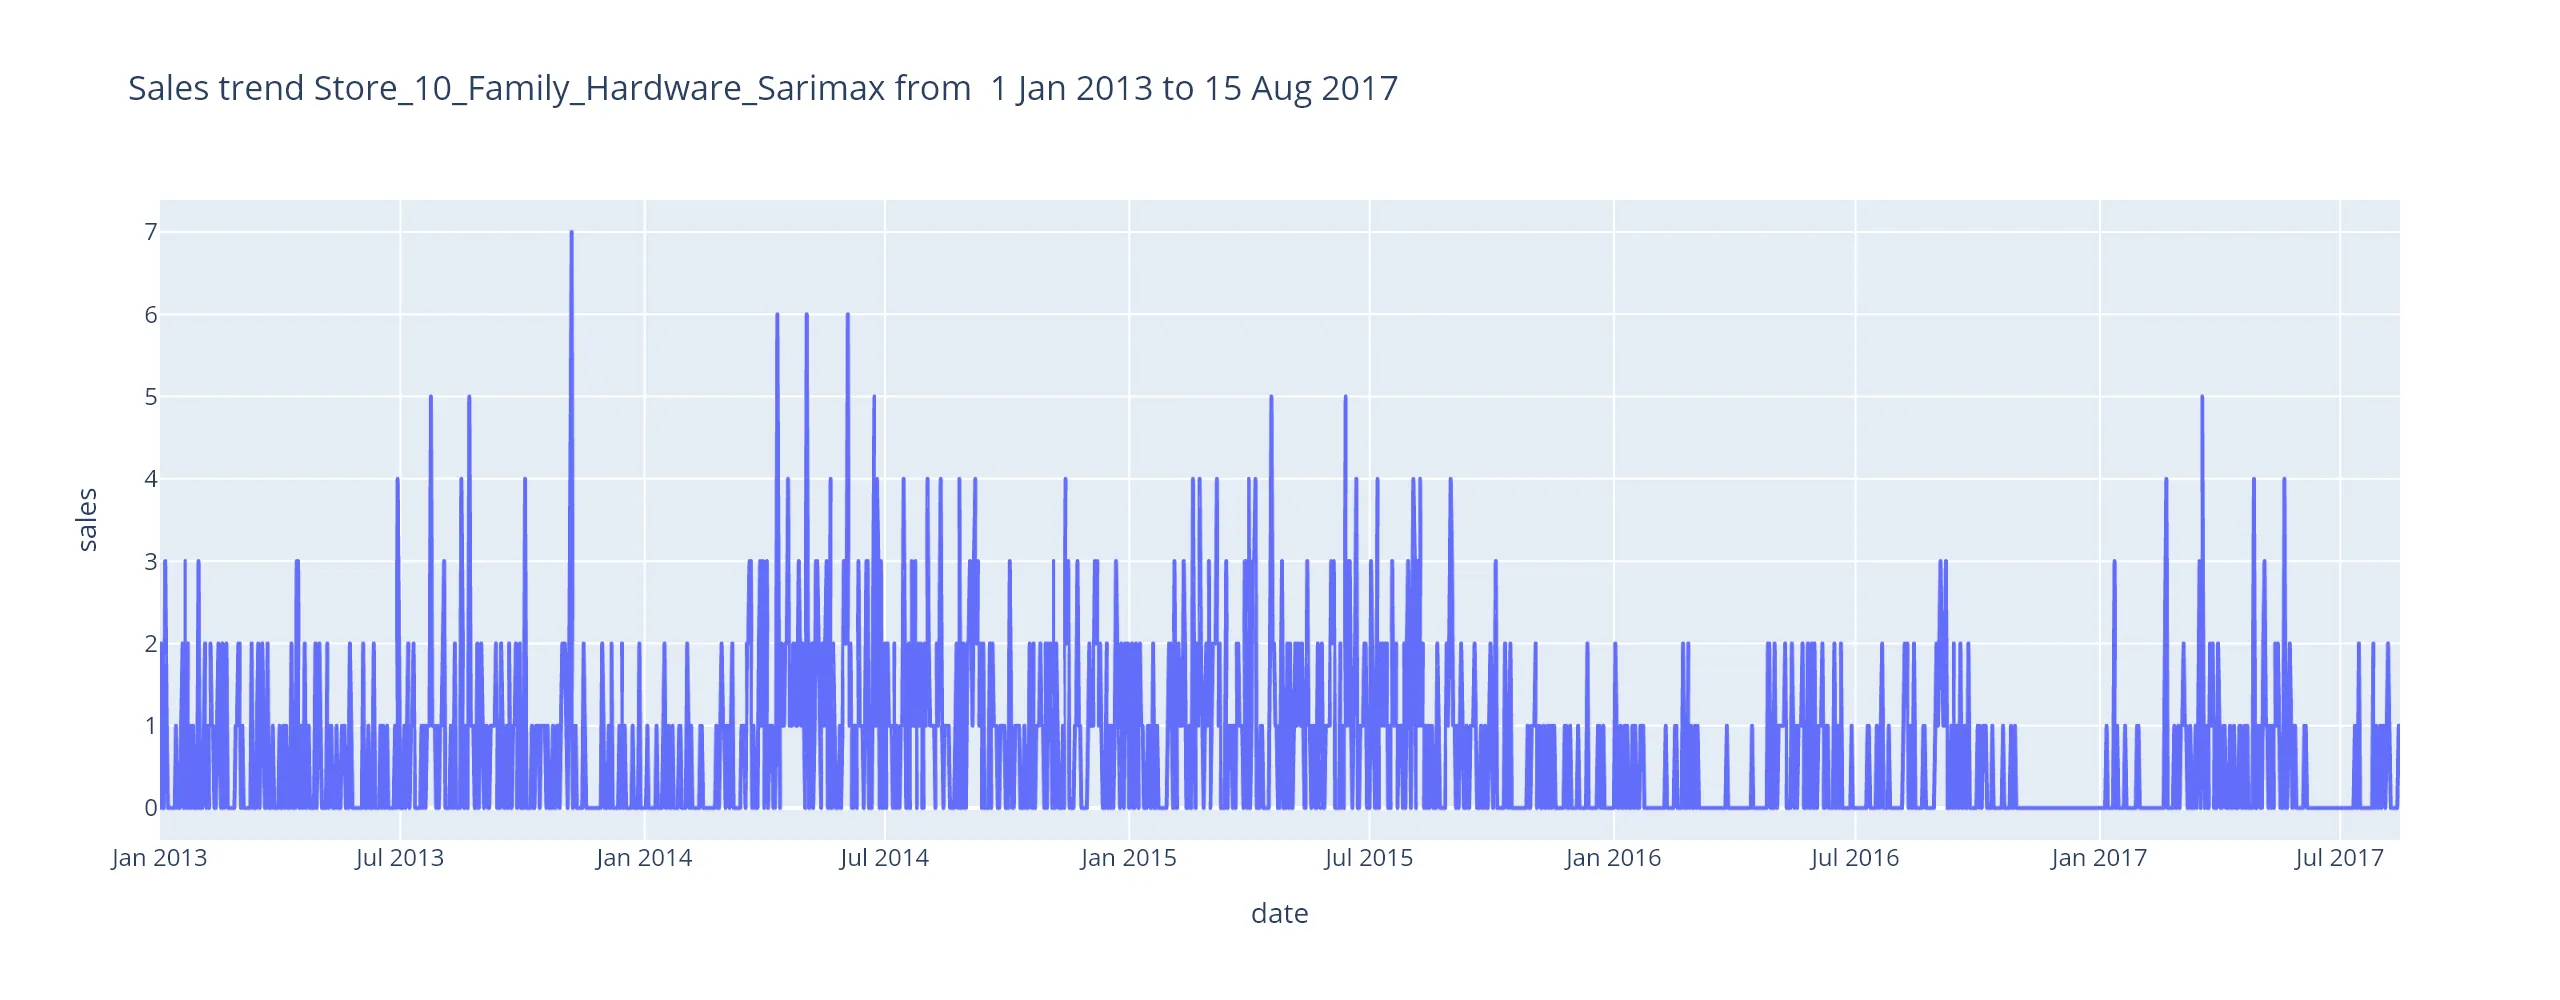 Sales trend Store_10_Family_Hardware_Sarimax from  1 Jan 2013 to 15 Aug 2017
7
6
5
4
3
2
1
0
sales
Jan 2013 Jul 2013 Jan 2014 Jul 2014 Jan 2015 Jul 2015 Jan 2016 Jul 2016 Jan 2017 Jul 2017
date